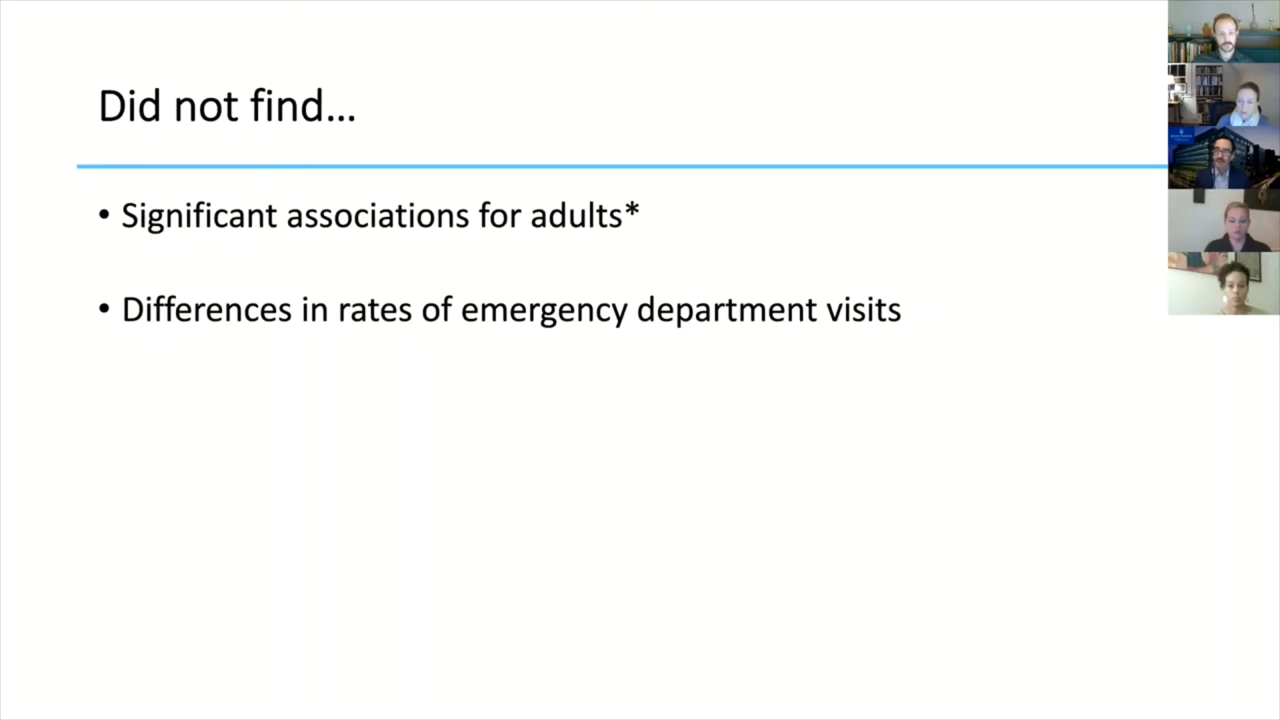 Did not find...
• Significant associations for adults*
• Differences in rates of emergency department visits